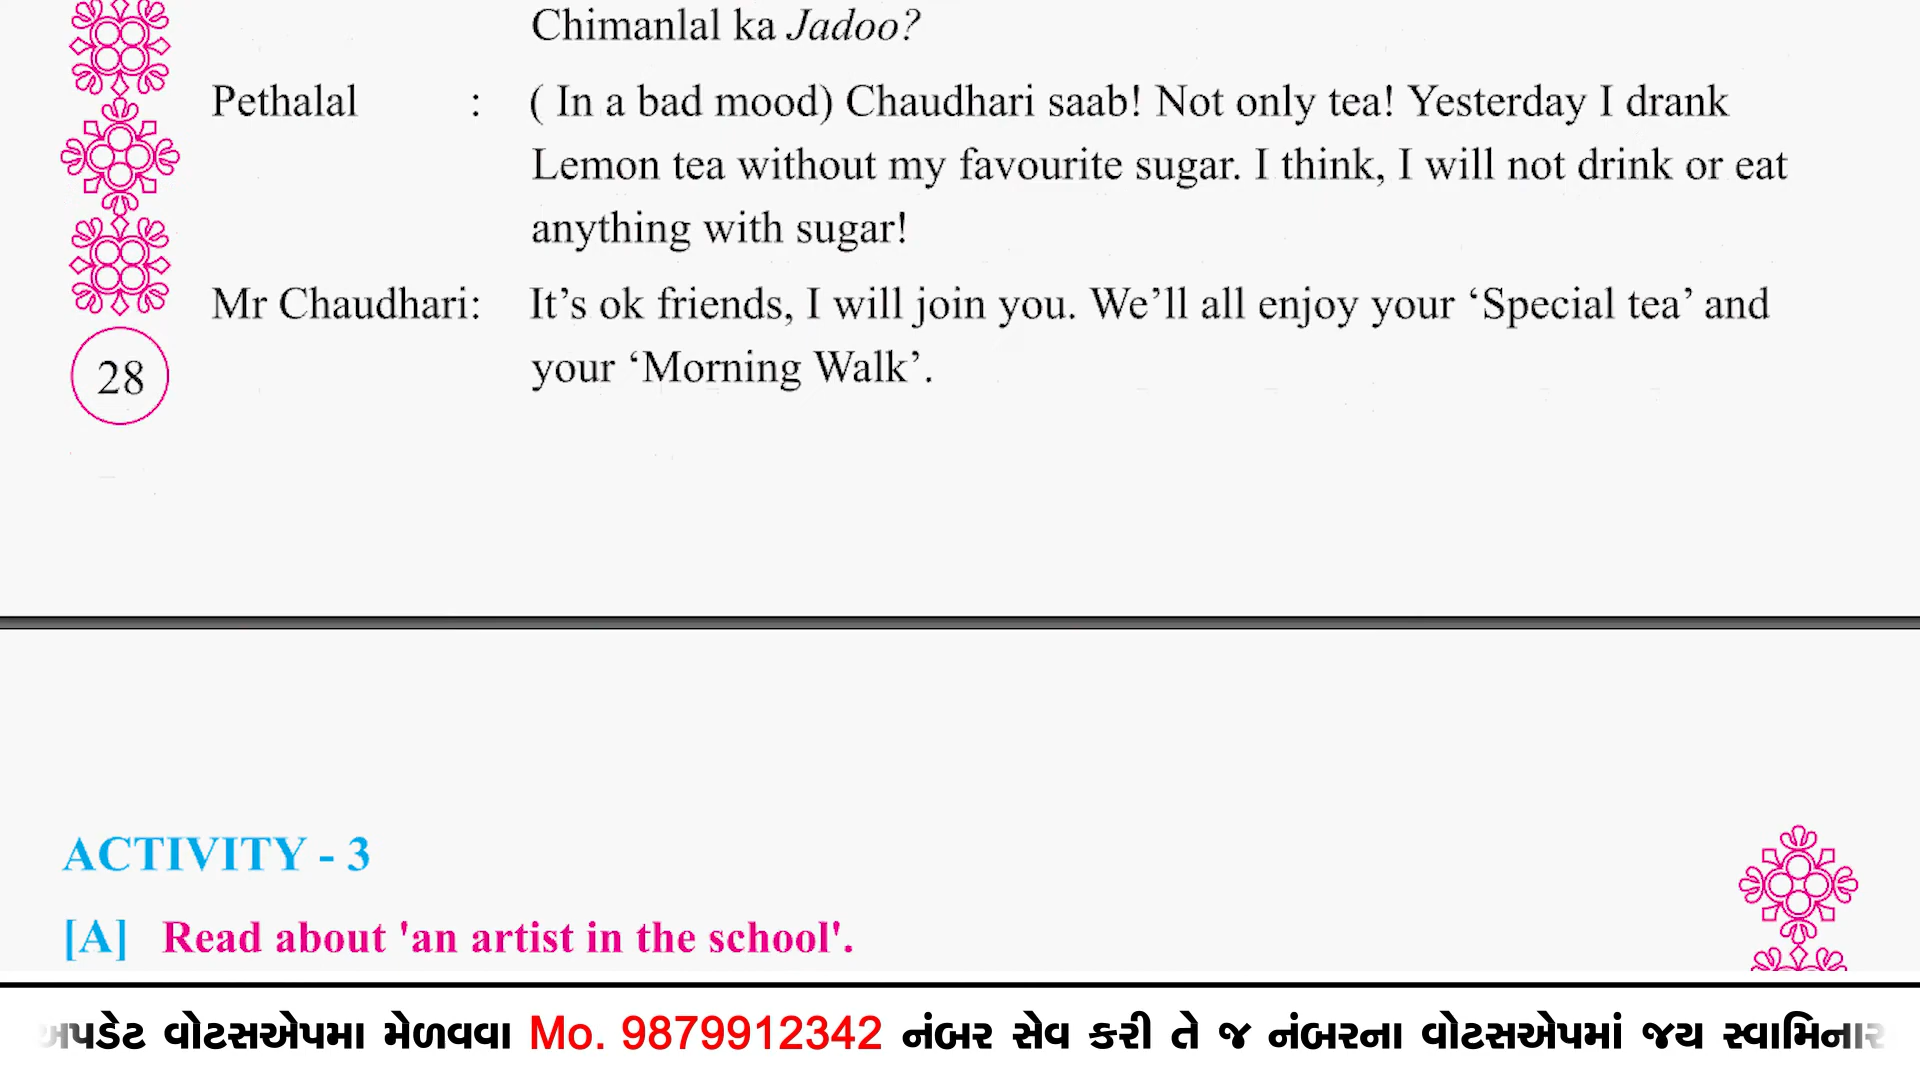 Chimanlal ka Jadoo?
Pethalal : ( In a bad mood) Chaudhari saab! Not only tea! Yesterday I drank
Lemon tea without my favourite sugar. I think, I will not drink or eat
anything with sugar!
Mr Chaudhari: It’s ok friends, I will join you. We’ll all enjoy your ‘Special tea’ and
your ‘Morning Walk’.
28
ACTIVITY - 3
[A] Read about 'an artist in the school'.
અપડેટ વોટસએપમા મેળવવા Mo. 9879912342 નંબર સેવ કરી તે જ નંબરના વોટસએપમાં જય